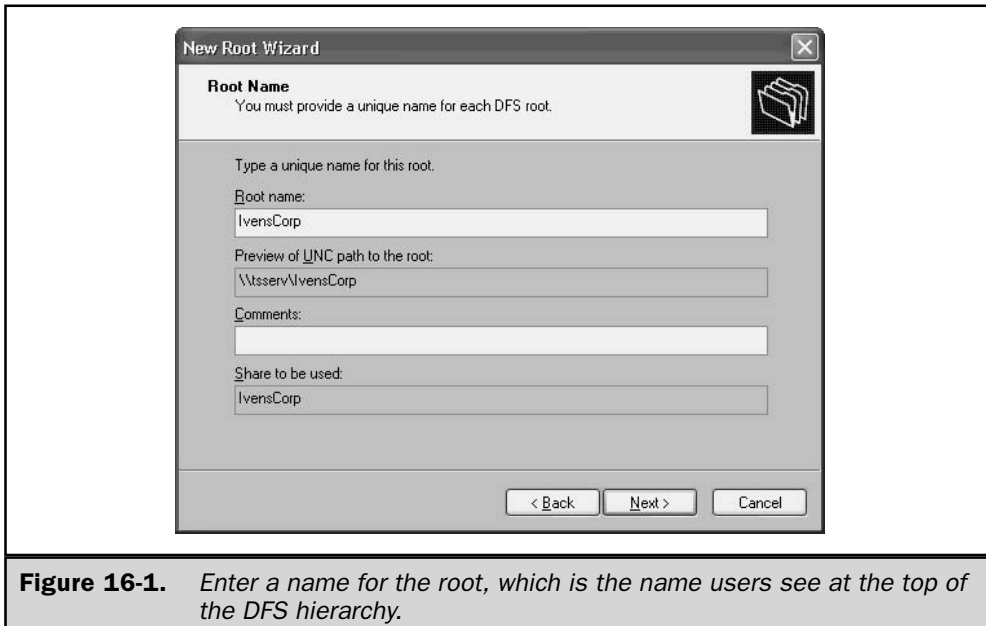 New Root Wizard
Root Name
You must provide a unique name for each DFS root.
Type a unique name for this root.
Root name:
IvensCorp
Preview of UNC path to the root:
\\tsserv\IvensCorp
Comments:
Share to be used:
IvensCorp
< Back
Next >
Cancel
Figure 16-1. Enter a name for the root, which is the name users see at the top of
the DFS hierarchy.